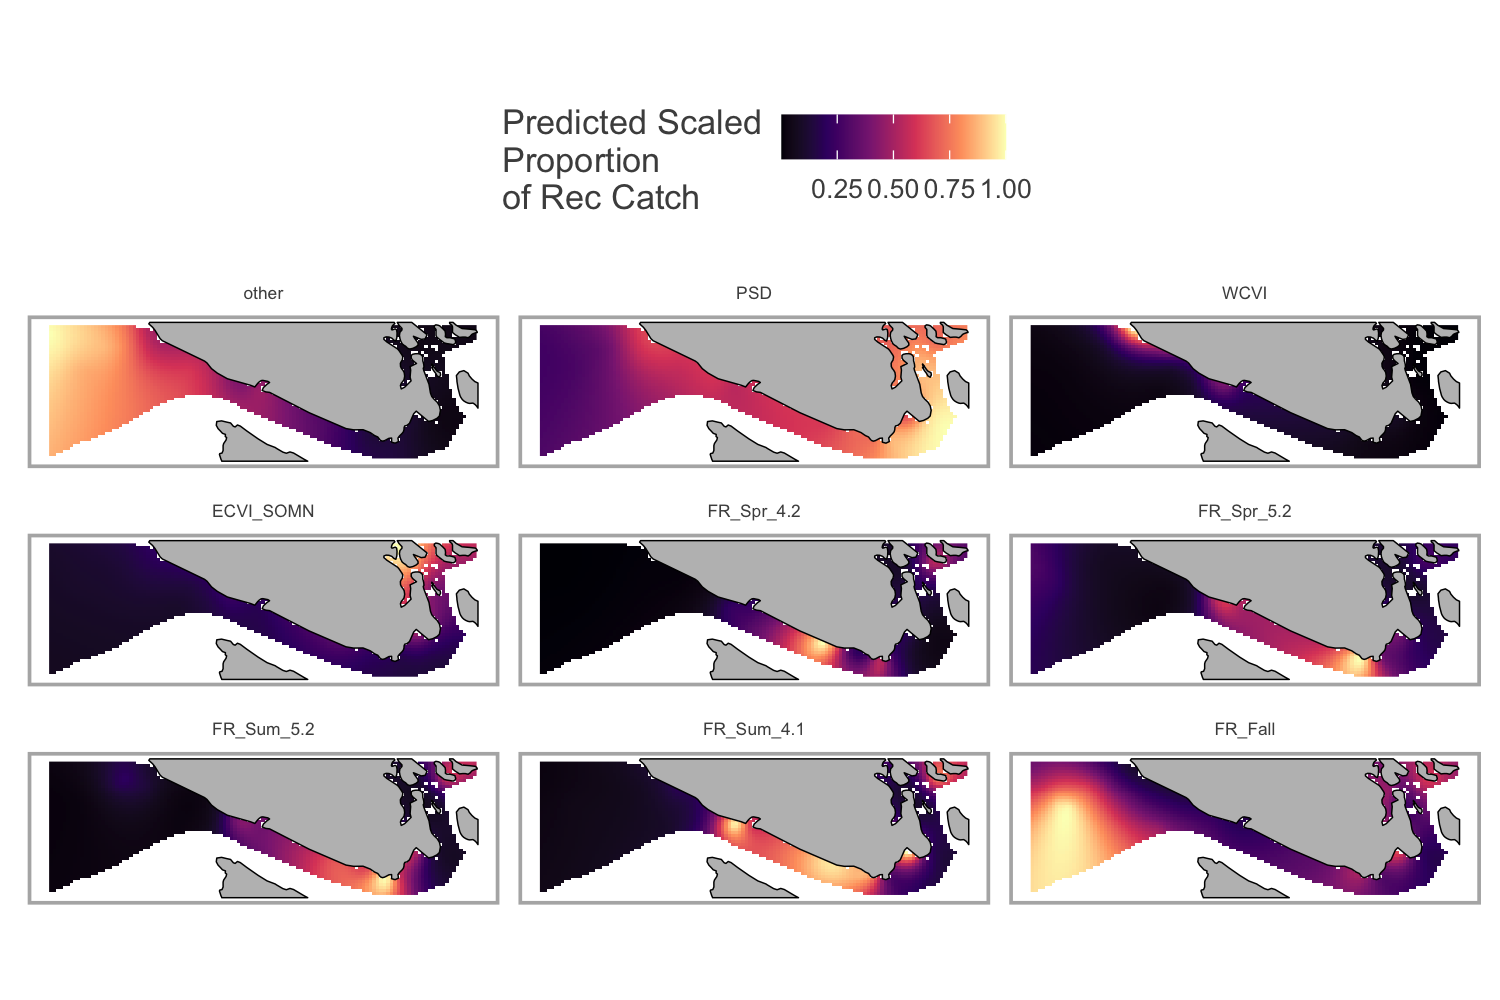 Predicted Scaled
Proportion
of Rec Catch
0.25 0.50 0.75 1.00
other
PSD
WCVI
ECVI_SOMN
FR_Spr_4.2
FR_Spr_5.2
FR_Sum_5.2
FR_Sum_4.1
FR_Fall